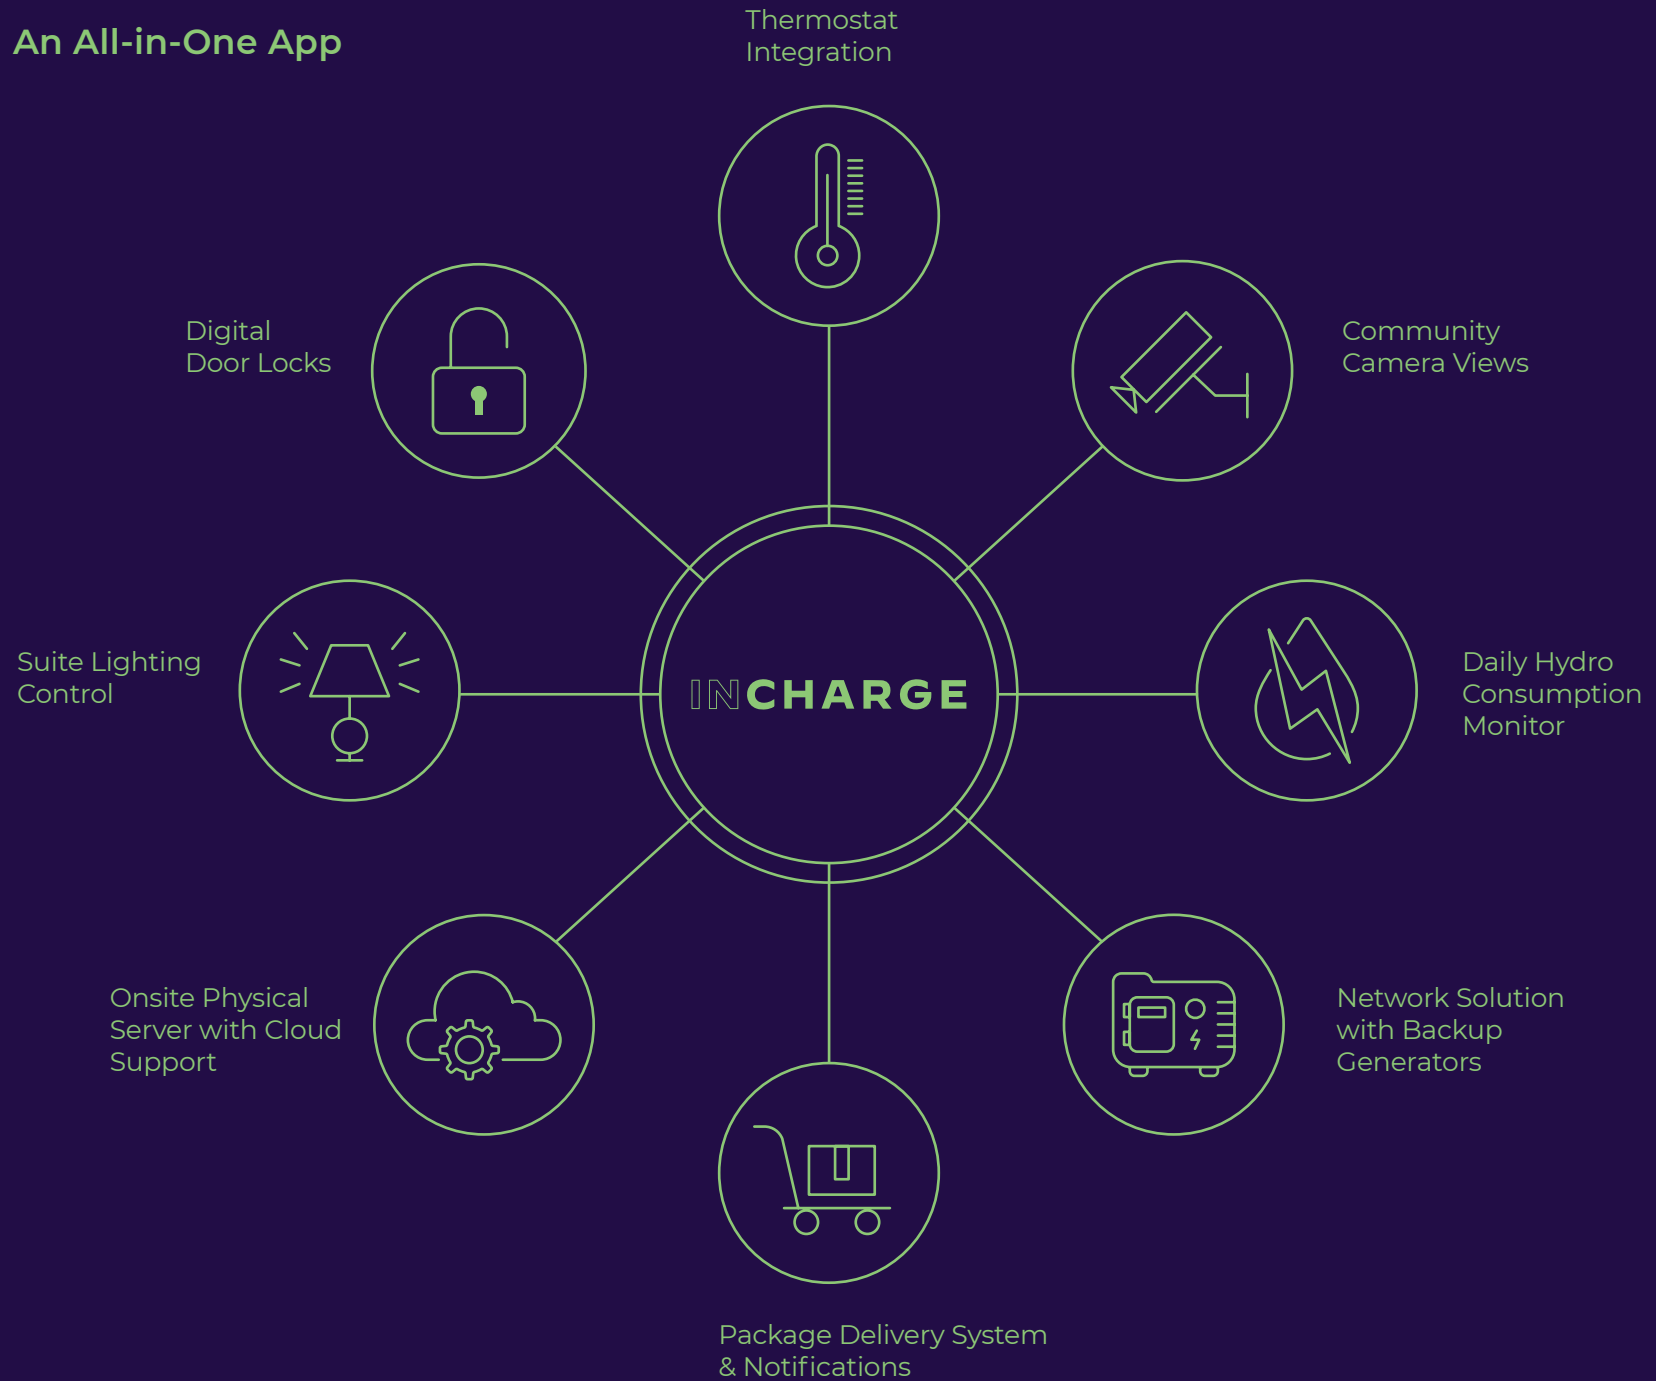 An All-in-One App
Thermostat
Integration
Digital
Door Locks
Community
Camera Views
Suite Lighting
Control
INCHARGE
Daily Hydro
Consumption
Monitor
Onsite Physical
Server with Cloud
Support
Network Solution
with Backup
Generators
Package Delivery System
& Notifications